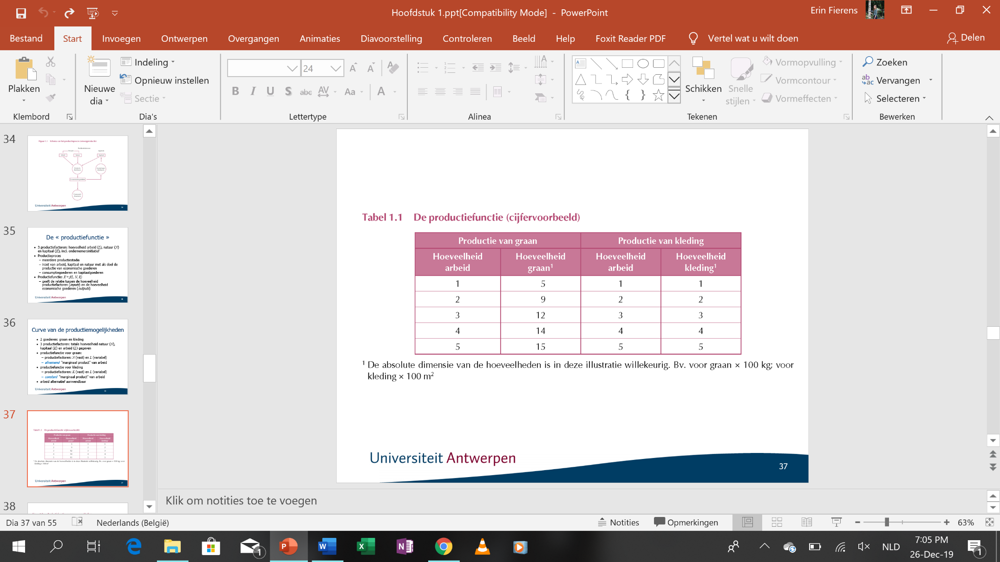 Hoofdstuk 1.ppt[Compatibility Mode] - PowerPoint
Erin Fierens
Bestand Start Invoegen Ontwerpen Overgangen Animaties Diavoorstelling Controleren Beeld Help Foxit Reader PDF Vertel wat u wilt doen Delen
Plakken
Klembord
Nieuwe dia
Indeling
Opnieuw instellen
Sectie
Dia's
24
Lettertype
Alinea
Schikken
Snelle stijlen
Vormopvulling
Vormcontour
Vormeffecten
Tekenen
Zoeken
Vervangen
Selecteren
Bewerken
34
Universiteit Antwerpen
35
De « productiefunctie »
• 3 productiefactoren: hoeveelheid arbeid (L), natuur (N)
en kapitaal (K), incl. ondernemersinitiatief
• Productieproces
– meerdere productiestadia
– inzet van arbeid, kapitaal en natuur met als doel de
productie van economische goederen
– consumptiegoederen en kapitaalgoederen
• Productiefunctie: X = f(L, N, K)
– geeft de relatie tussen de hoeveelheid
productiefactoren (inputs) en de hoeveelheid
economische goederen (outputs)
Universiteit Antwerpen
36
Curve van de productiemogelijkheden
• 2 goederen: graan en kleding
• 3 productiefactoren: totale hoeveelheid natuur (N),
kapitaal (K) en arbeid (L) gegeven
• productiefunctie voor graan:
– productiefactoren: N (vast) en L (variabel)
– afnemend "marginaal product" van arbeid
• productiefunctie voor kleding
– productiefactoren: K (vast) en L (variabel)
– constant "marginaal product" van arbeid
• arbeid alternatief aanwendbaar
Universiteit Antwerpen
37
Universiteit Antwerpen
38
Tabel 1.1 De productiefunctie (cijfervoorbeeld)
Productie van graan Productie van kleding
Hoeveelheid arbeid Hoeveelheid graan¹ Hoeveelheid arbeid Hoeveelheid kleding¹
1 5 1 1
2 9 2 2
3 12 3 3
4 14 4 4
5 15 5 5
¹ De absolute dimensie van de hoeveelheden is in deze illustratie willekeurig. Bv. voor graan × 100 kg; voor
kleding × 100 m²
Universiteit Antwerpen
37
Klik om notities toe te voegen
Dia 37 van 55 Nederlands (België) Notities Opmerkingen 63%
NLD
7:05 PM
26-Dec-19